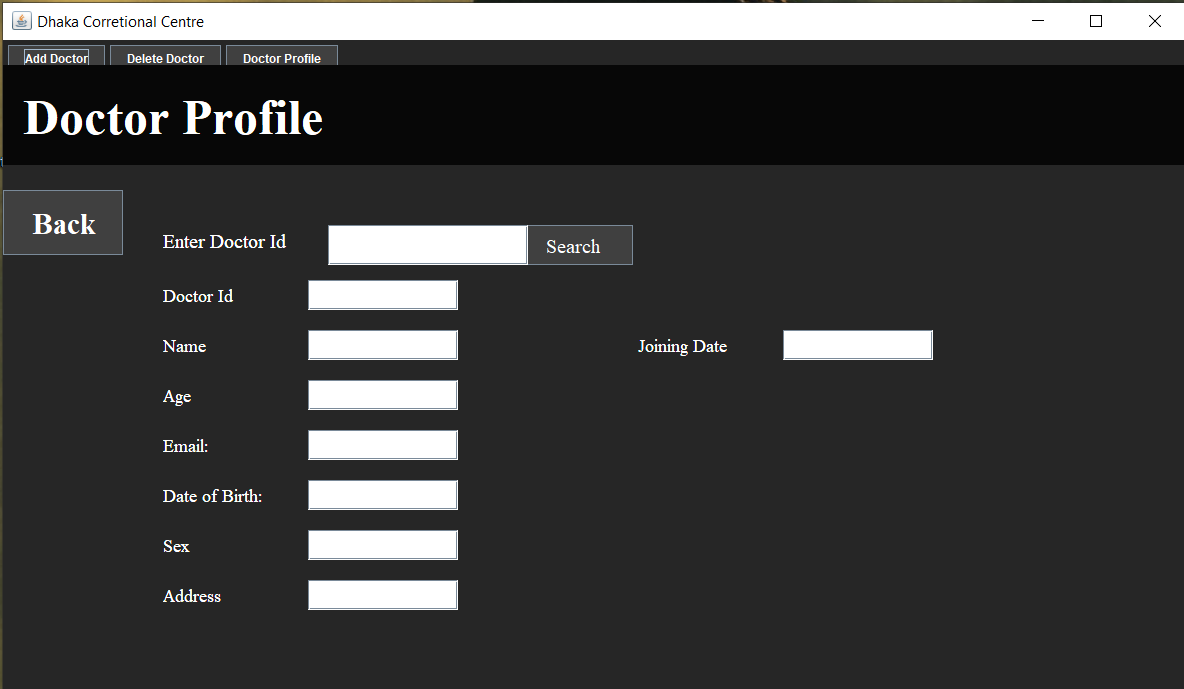 Dhaka Corretional Centre
Add Doctor Delete Doctor Doctor Profile
Doctor Profile
Back
Enter Doctor Id Search
Doctor Id
Name Joining Date
Age
Email:
Date of Birth:
Sex
Address